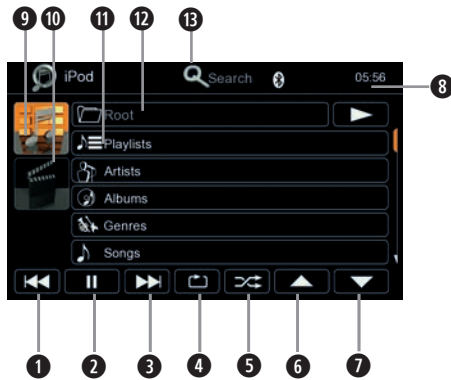 9 10 11 12 13
iPod Search 05:56
8
Root
Playlists
Artists
Albums
Genres
Songs
1 2 3 4 5 6 7